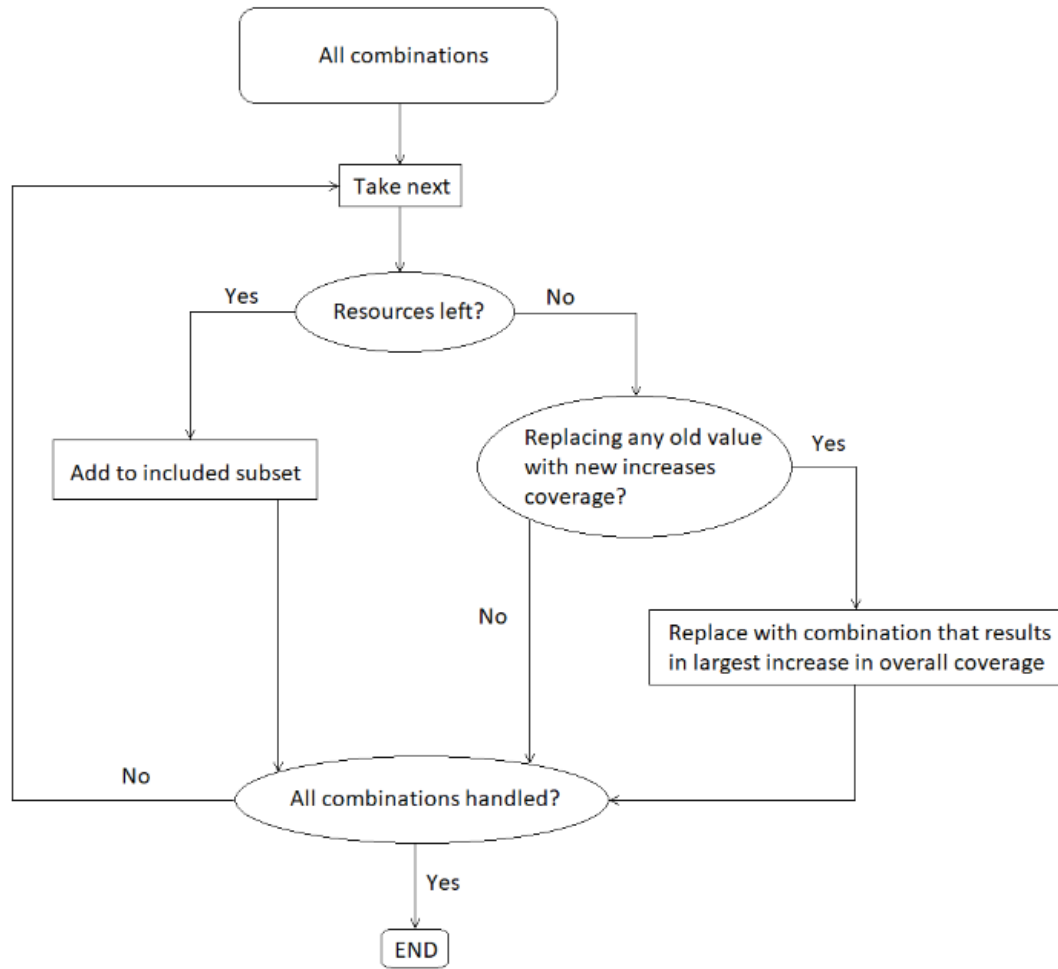 All combinations
Take next
Yes
No
Resources left?
Replacing any old value
with new increases
coverage?
Yes
Add to included subset
No
Replace with combination that results
in largest increase in overall coverage
No
All combinations handled?
Yes
END